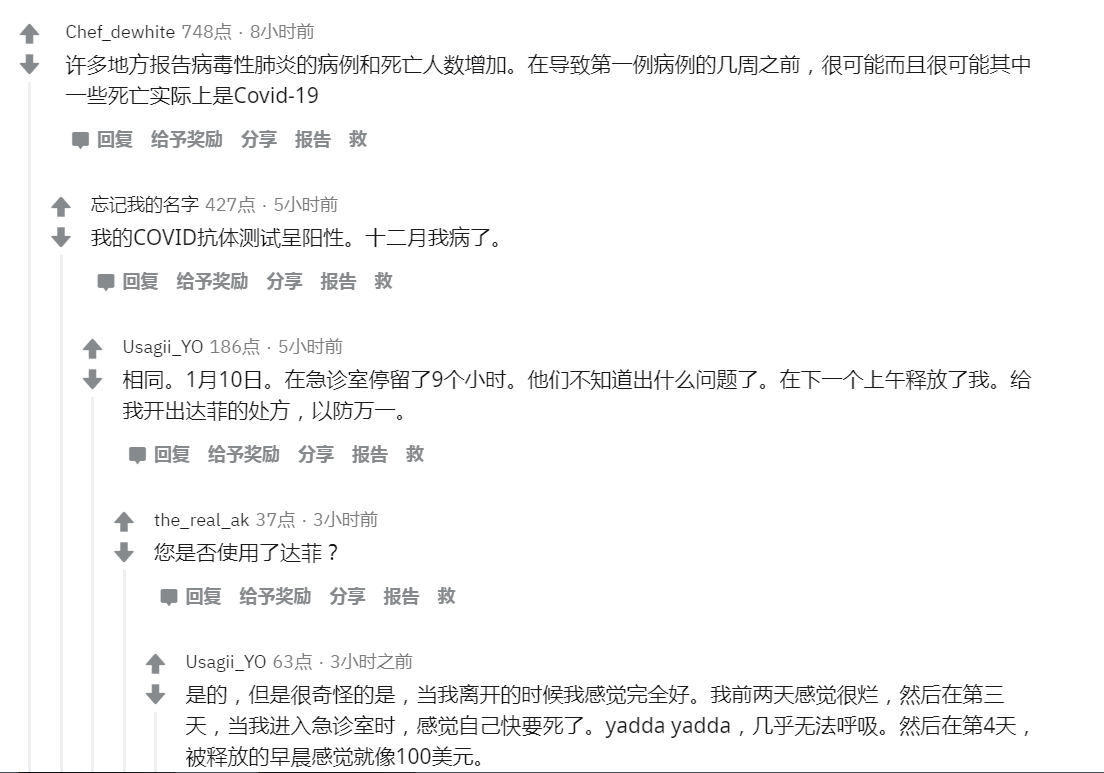 Chef_dewhite 748点 · 8小时前
许多地方报告病毒性肺炎的病例和死亡人数增加。在导致第一例病例的几周之前，很可能而且很可能其中
一些死亡实际上是Covid-19
回复 给予奖励 分享 报告 救
忘记我的名字 427点 · 5小时前
我的COVID抗体测试呈阳性。十二月我病了。
回复 给予奖励 分享 报告 救
Usagii_YO 186点 · 5小时前
相同。1月10日。在急诊室停留了9个小时。他们不知道出什么问题了。在下一个上午释放了我。给
我开出达菲的处方，以防万一。
回复 给予奖励 分享 报告 救
the_real_ak 37点 · 3小时前
您是否使用了达菲？
回复 给予奖励 分享 报告 救
Usagii_YO 63点 · 3小时之前
是的，但是很奇怪的是，当我离开的时候我感觉完全好。我前两天感觉很烂，然后在第三
天，当我进入急诊室时，感觉自己快要死了。yadda yadda，几乎无法呼吸。然后在第4天，
被释放的早晨感觉就像100美元。